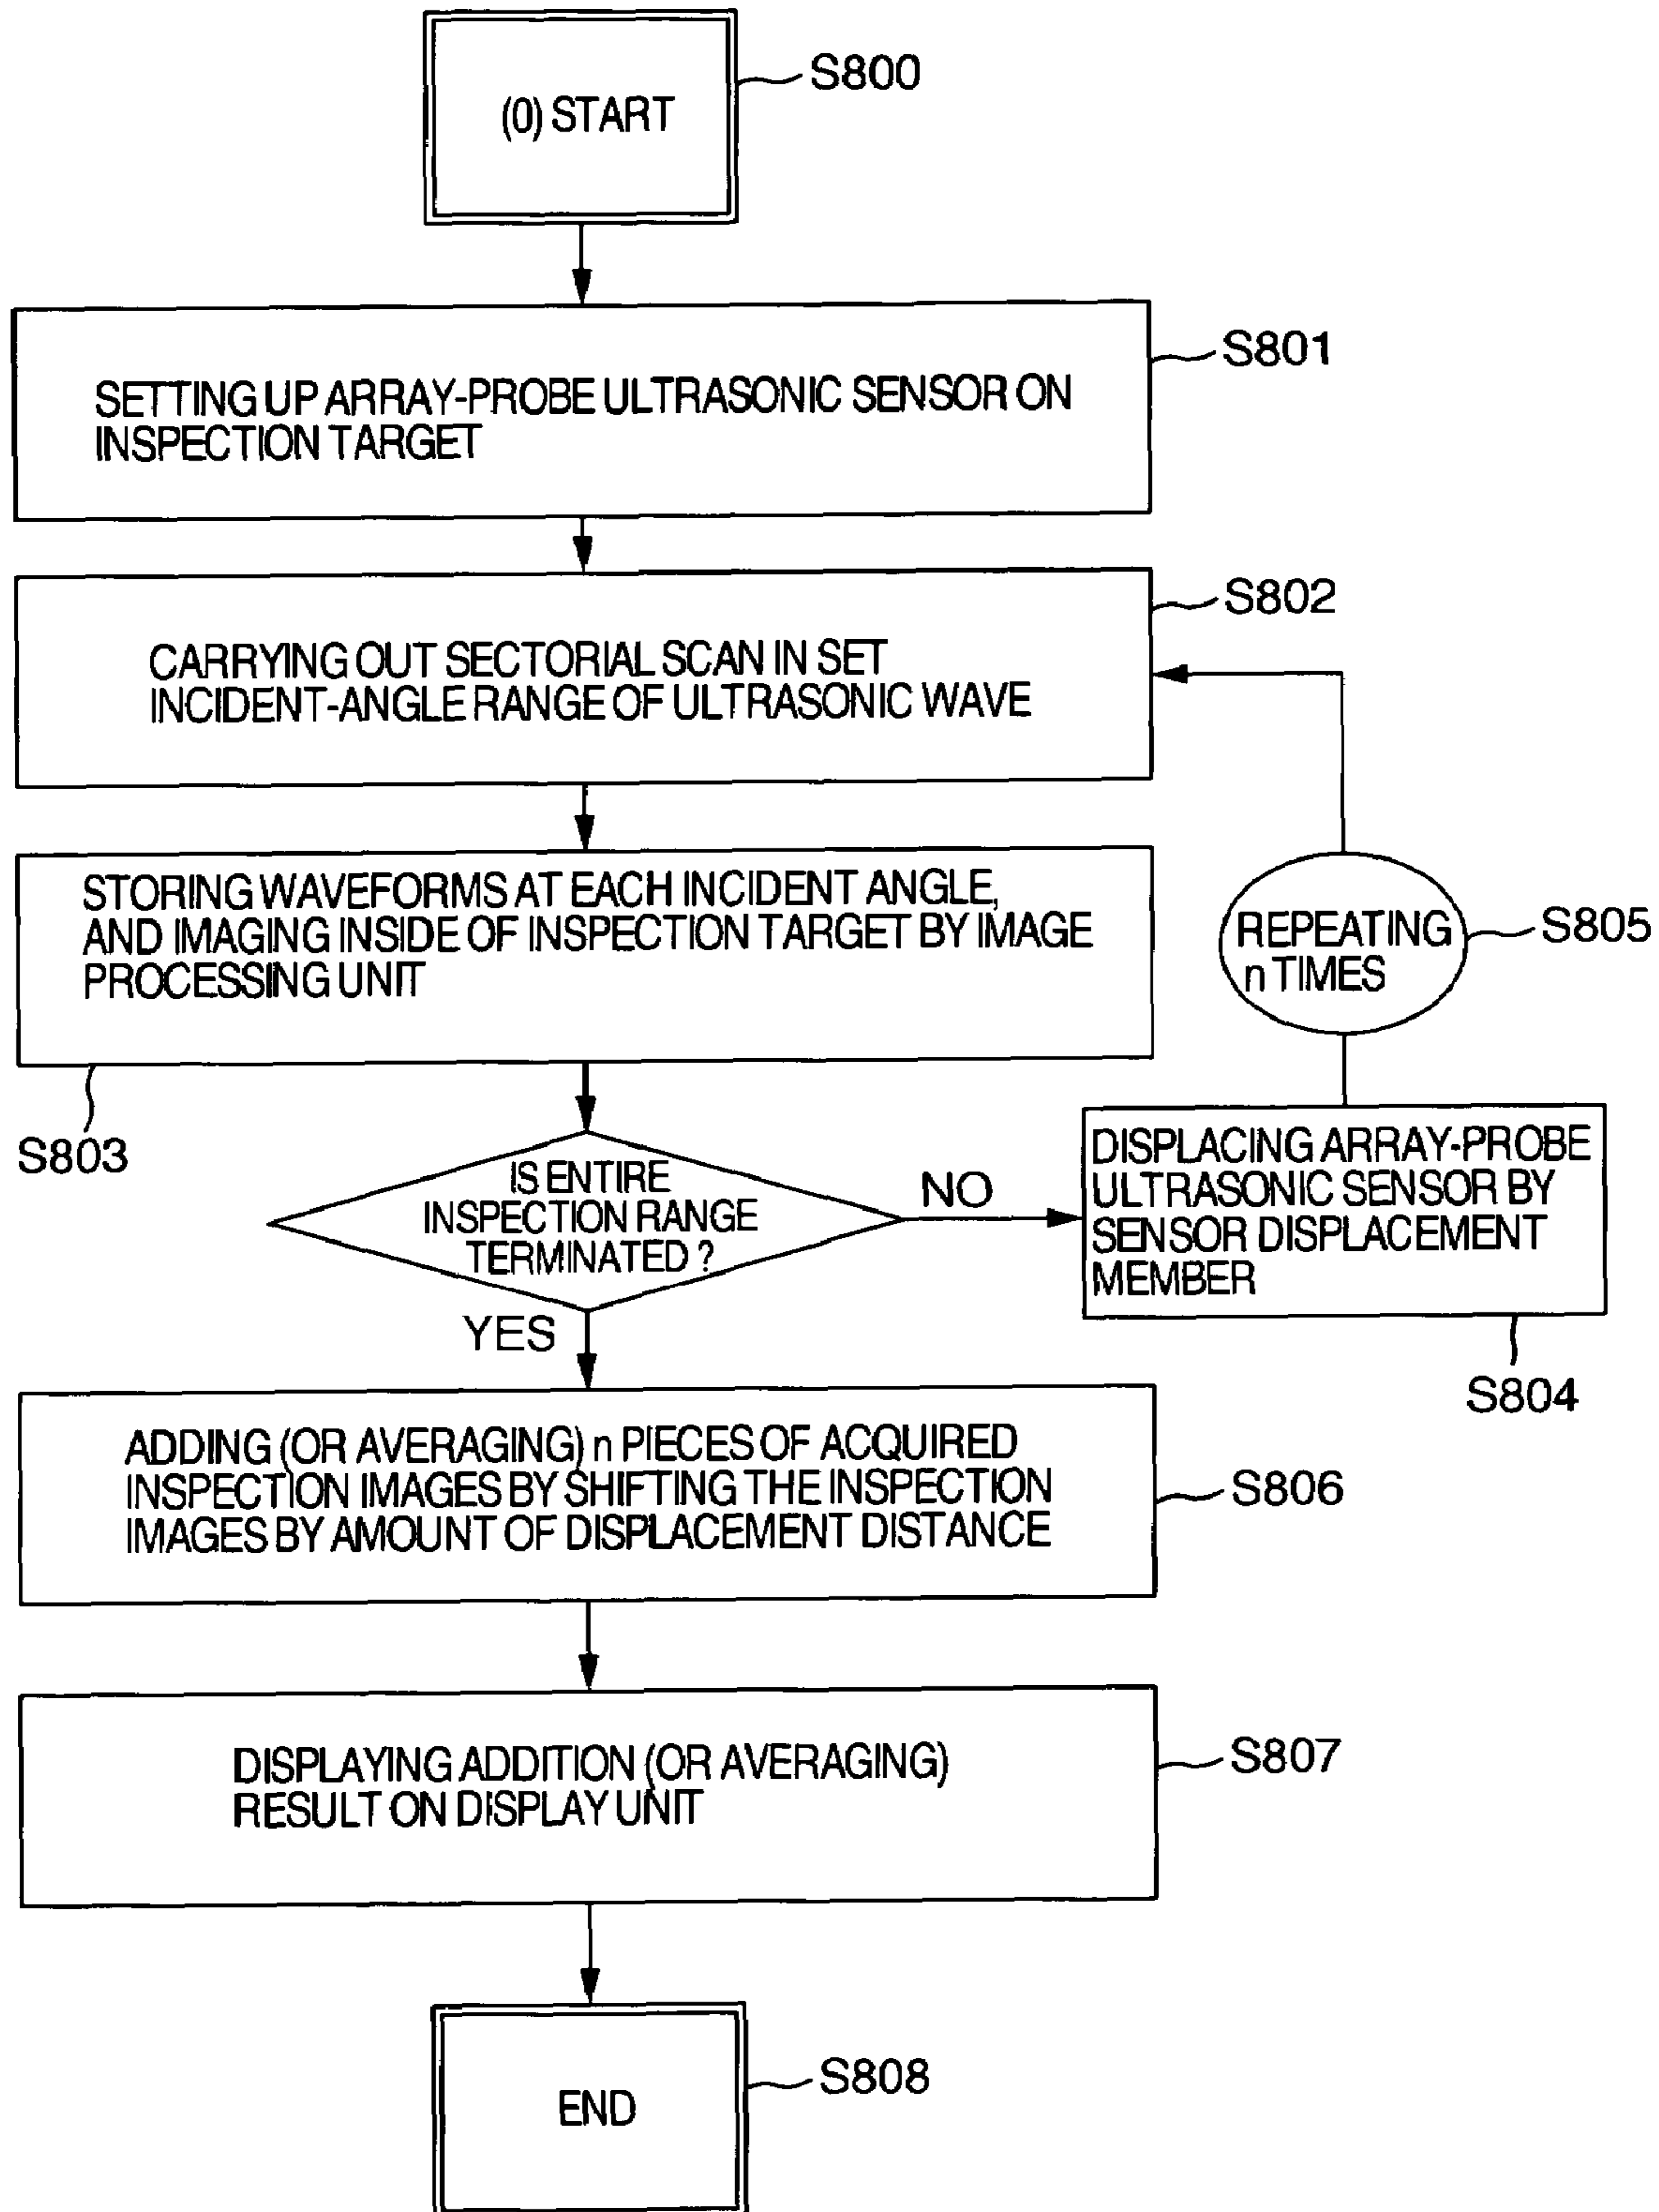 (0) START
S800
SETTING UP ARRAY-PROBE ULTRASONIC SENSOR ON
INSPECTION TARGET
S801
CARRYING OUT SECTORIAL SCAN IN SET
INCIDENT-ANGLE RANGE OF ULTRASONIC WAVE
S802
STORING WAVEFORMS AT EACH INCIDENT ANGLE,
AND IMAGING INSIDE OF INSPECTION TARGET BY IMAGE
PROCESSING UNIT
S803
REPEATING
n TIMES
S805
IS ENTIRE
INSPECTION RANGE
TERMINATED ?
NO
DISPLACING ARRAY-PROBE
ULTRASONIC SENSOR BY
SENSOR DISPLACEMENT
MEMBER
S804
YES
ADDING (OR AVERAGING) n PIECES OF ACQUIRED
INSPECTION IMAGES BY SHIFTING THE INSPECTION
IMAGES BY AMOUNT OF DISPLACEMENT DISTANCE
S806
DISPLAYING ADDITION (OR AVERAGING)
RESULT ON DISPLAY UNIT
S807
END
S808